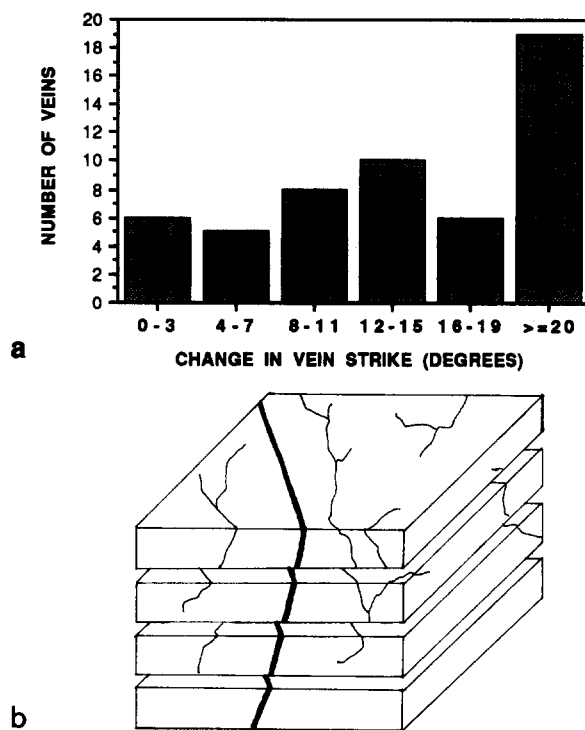 20
18
16
14
12
10
8
6
4
2
0
NUMBER OF VEINS
0-3 4-7 8-11 12-15 16-19 >=20
a
CHANGE IN VEIN STRIKE (DEGREES)
b